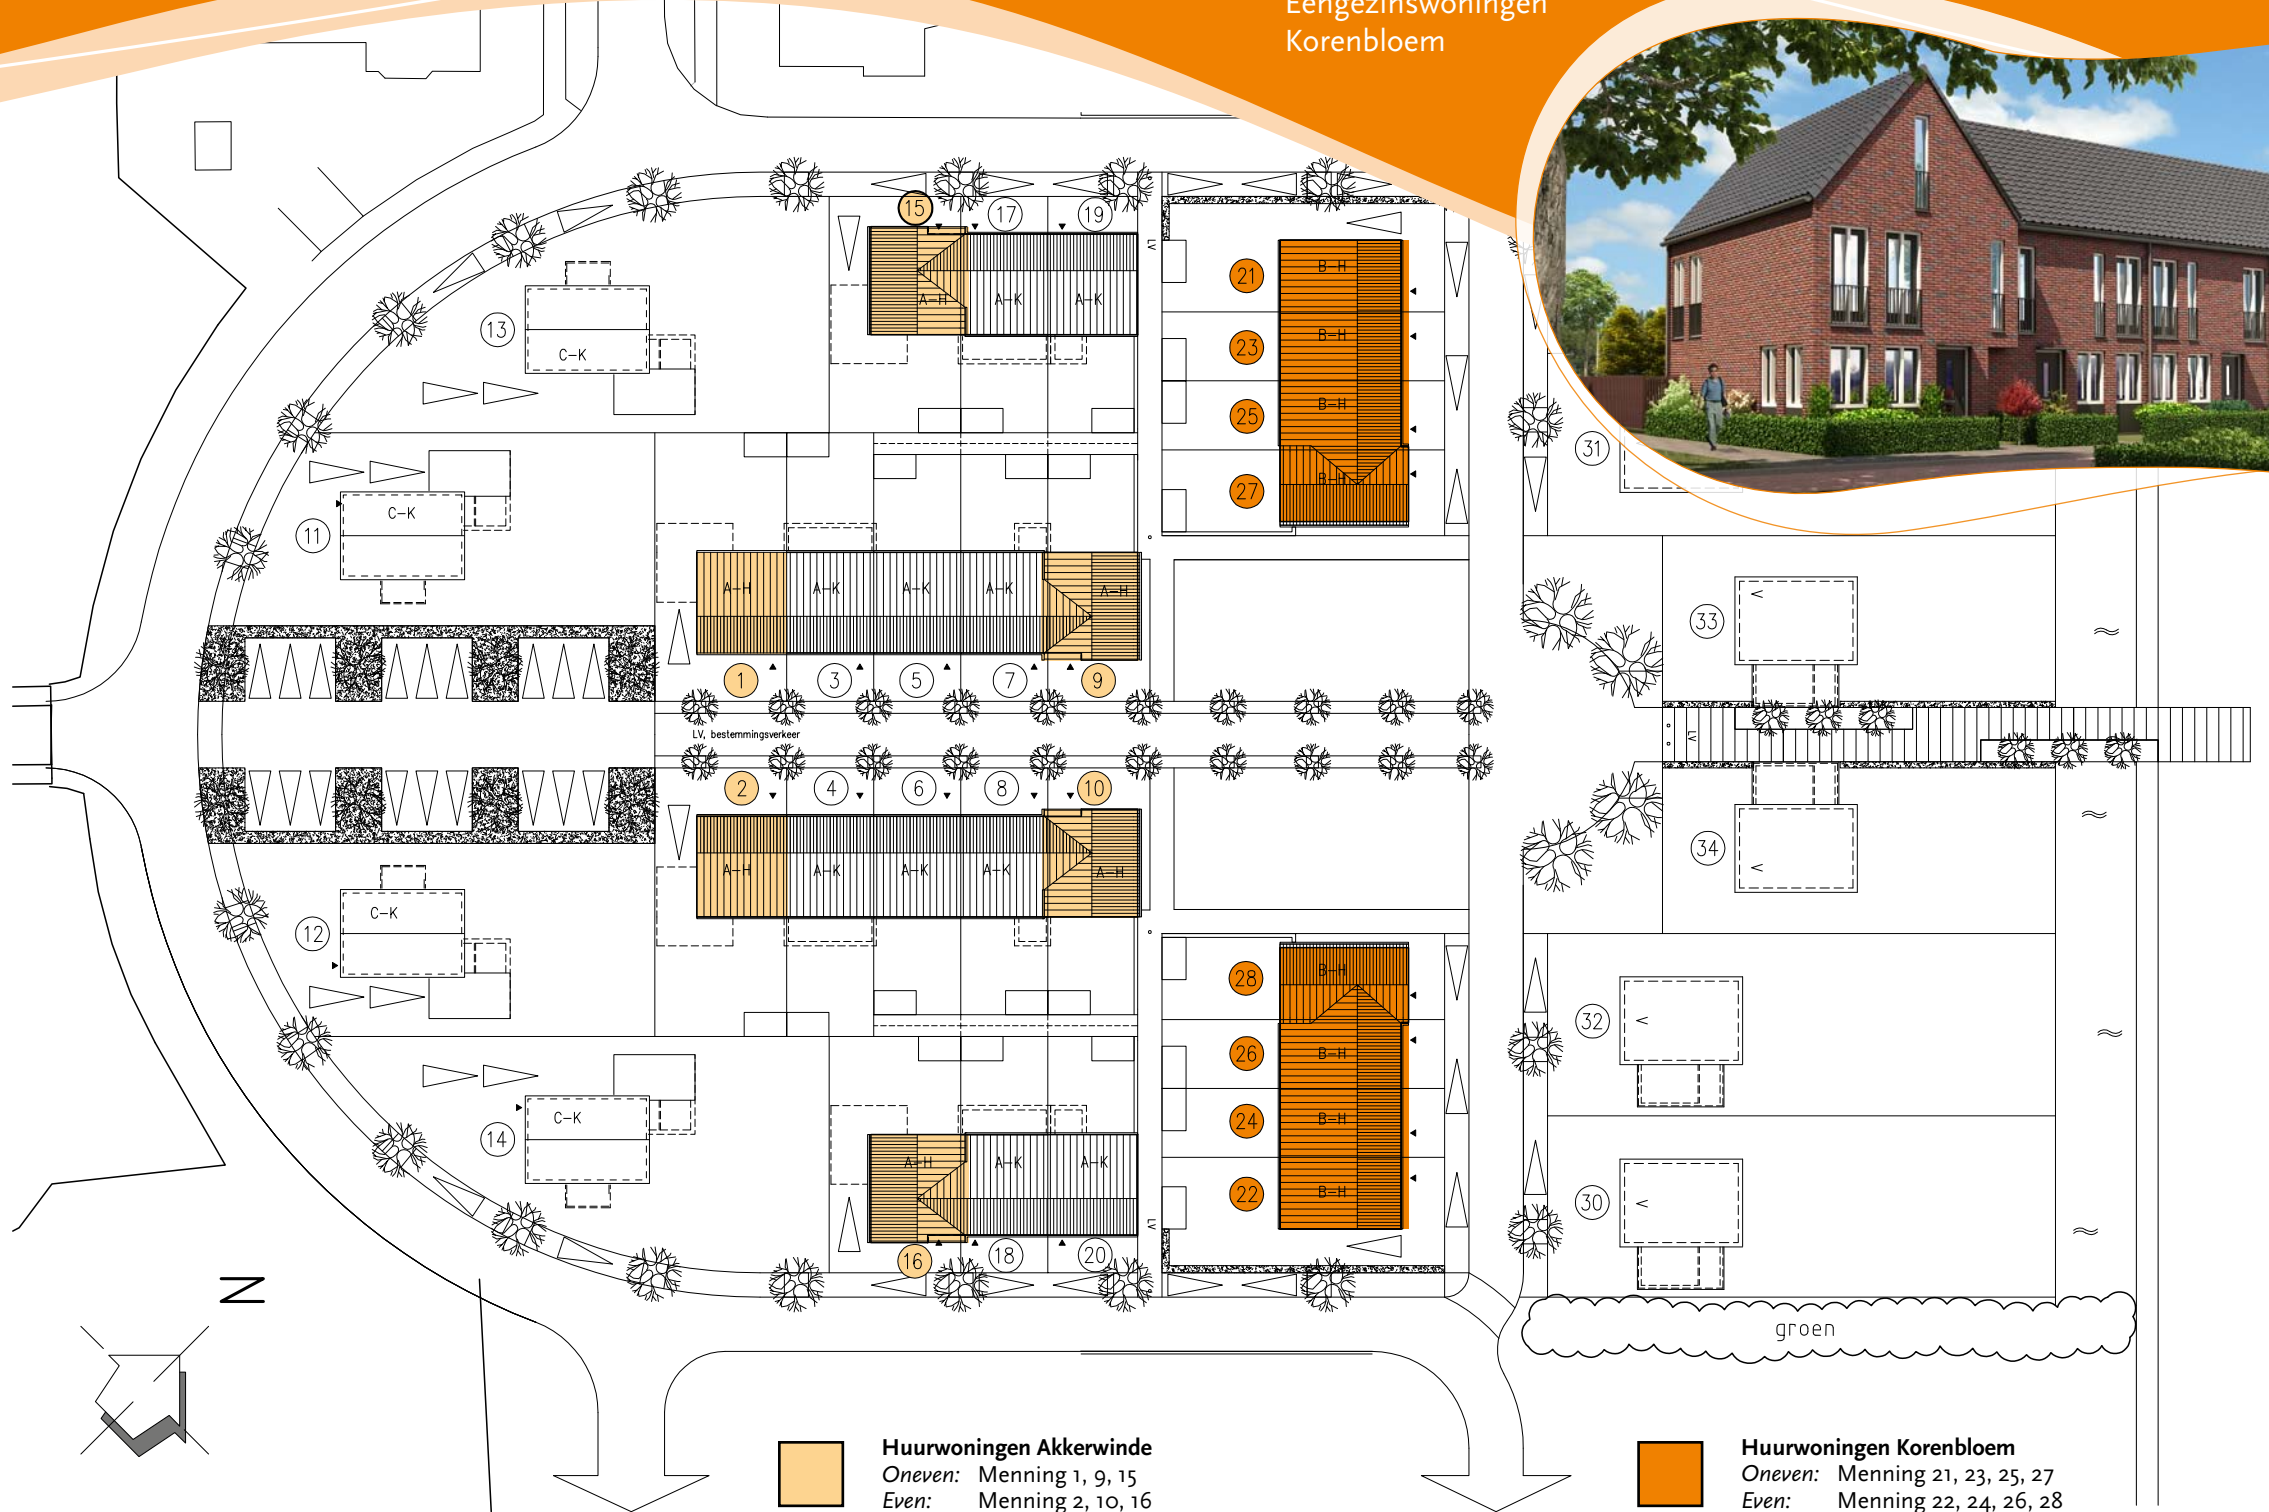 Eengezinswoningen
Korenbloem
15
17
19
LV
21
B-H
A-H
A-K
A-K
13
C-K
23
B-H
25
B-H
31
27
B-H
C-K
11
A-H
A-K
A-K
A-K
A-H
33
1
3
5
7
9
LV, bestemmingsverkeer
LV
2
4
6
8
10
34
A-H
A-K
A-K
A-K
A-H
C-K
12
28
B-H
32
26
B-H
C-K
14
24
B-H
A-H
A-K
A-K
22
B-H
30
LV
16
18
20
N
groen
Huurwoningen Akkerwinde
Oneven: Menning 1, 9, 15
Even: Menning 2, 10, 16
Huurwoningen Korenbloem
Oneven: Menning 21, 23, 25, 27
Even: Menning 22, 24, 26, 28